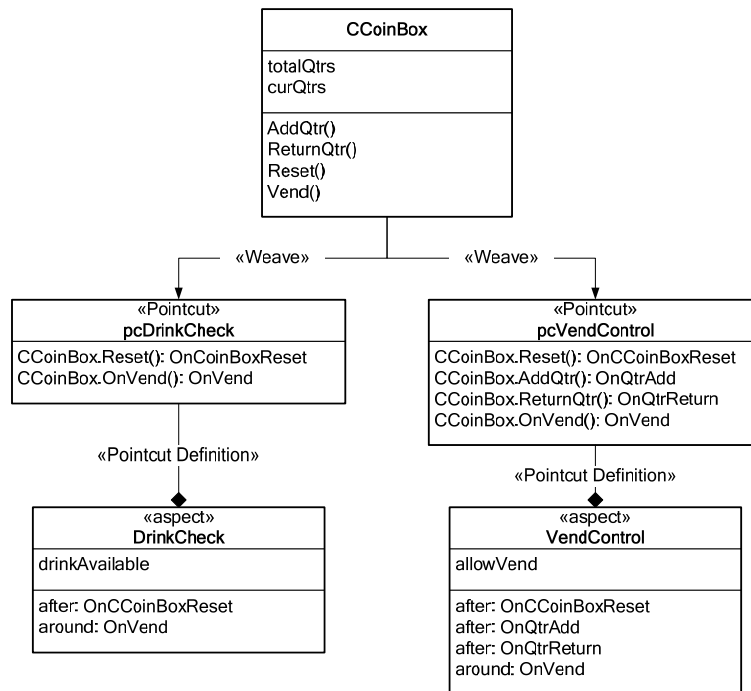 CCoinBox
totalQtrs
curQtrs
AddQtr()
ReturnQtr()
Reset()
Vend()
«Weave»
«Weave»
«Pointcut»
pcDrinkCheck
CCoinBox.Reset(): OnCoinBoxReset
CCoinBox.OnVend(): OnVend
«Pointcut»
pcVendControl
CCoinBox.Reset(): OnCCoinBoxReset
CCoinBox.AddQtr(): OnQtrAdd
CCoinBox.ReturnQtr(): OnQtrReturn
CCoinBox.OnVend(): OnVend
«Pointcut Definition»
«Pointcut Definition»
«aspect»
DrinkCheck
drinkAvailable
after: OnCCoinBoxReset
around: OnVend
«aspect»
VendControl
allowVend
after: OnCCoinBoxReset
after: OnQtrAdd
after: OnQtrReturn
around: OnVend